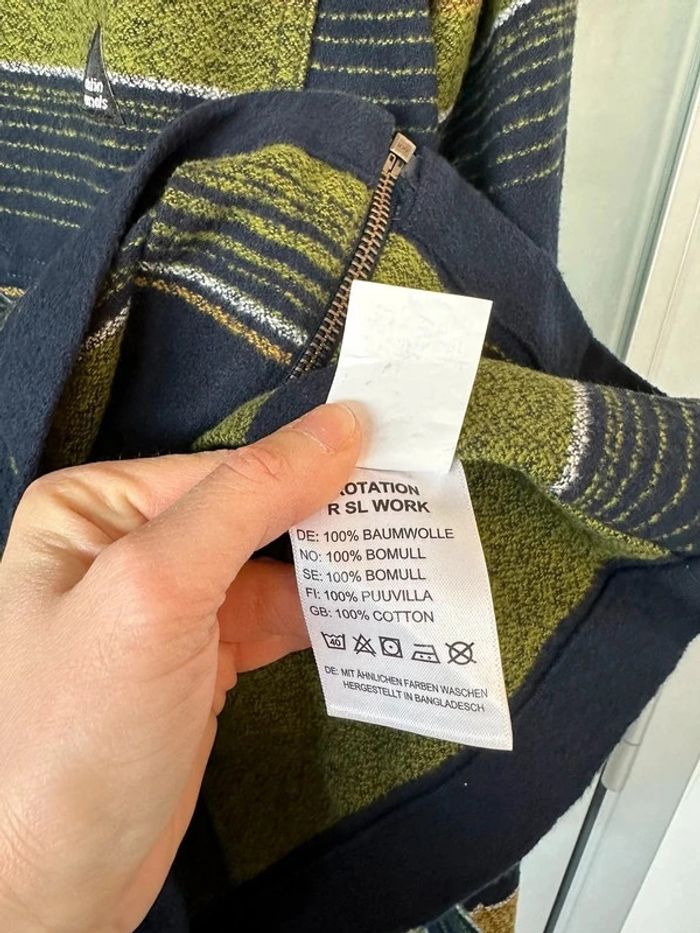 OTATION
R SL WORK
DE: 100% BAUMWOLLE
NO: 100% BOMULL
SE: 100% BOMULL
FI: 100% PUUVILLA
GB: 100% COTTON
40
DE: MIT ÄHNLICHEN FARBEN WASCHEN
HERGESTELLT IN BANGLADESCH